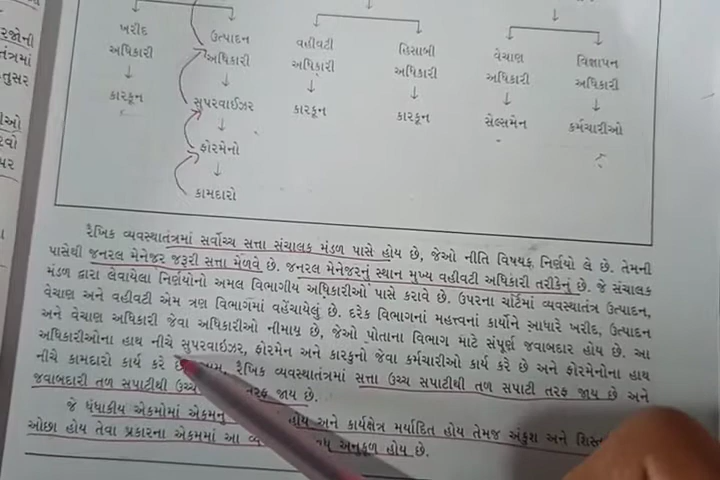 રજોની
તંત્રમાં
નુસાર
ખરીદ ઉત્પાદન વહીવટી હિસાબી વેચાણ વિજ્ઞાપન
અધિકારી અધિકારી અધિકારી અધિકારી અધિકારી અધિકારી
કારકૂન સુપરવાઈઝર કારકૂન કારકૂન સેલ્સમેન કર્મચારીઓ
ફોરમેનો
કામદારો
રૈખિક વ્યવસ્થાતંત્રમાં સર્વોચ્ચ સત્તા સંચાલક મંડળ પાસે હોય છે, જેઓ નીતિ વિષયક નિર્ણયો લે છે. તેમની
પાસેથી જનરલ મેનેજર જરૂરી સત્તા મેળવે છે. જનરલ મેનેજરનું સ્થાન મુખ્ય વહીવટી અધિકારી તરીકેનું છે. જે સંચાલક
મંડળ દ્વારા લેવાયેલા નિર્ણયોનો અમલ વિભાગીય અધિકારીઓ પાસે કરાવે છે. ઉપરના ચાર્ટમાં વ્યવસ્થાતંત્ર ઉત્પાદન,
વેચાણ અને વહીવટી એમ ત્રણ વિભાગમાં વહેંચાયેલું છે. દરેક વિભાગનાં મહત્ત્વનાં કાર્યોને આધારે ખરીદ, ઉત્પાદન
અને વેચાણ અધિકારી જેવા અધિકારીઓ નીમાય છે, જેઓ પોતાના વિભાગ માટે સંપૂર્ણ જવાબદાર હોય છે. આ
અધિકારીઓના હાથ નીચે સુપરવાઈઝર, ફોરમેન અને કારકૂનો જેવા કર્મચારીઓ કાર્ય કરે છે અને ફોરમેનોના હાથ
નીચે કામદારો કાર્ય કરે રૈખિક વ્યવસ્થાતંત્રમાં સત્તા ઉચ્ચ સપાટીથી તળ સપાટી તરફ જાય છે અને
જવાબદારી તળ સપાટીથી ઉચ્ચ તરફ જાય છે.
જે ધંધાકીય એકમોમાં એકમનું હોય અને કાર્યક્ષેત્ર મર્યાદિત હોય તેમજ અંકુશ અને
ઓછા હોય તેવા પ્રકારના એકમમાં આ અનુકૂળ હોય છે.